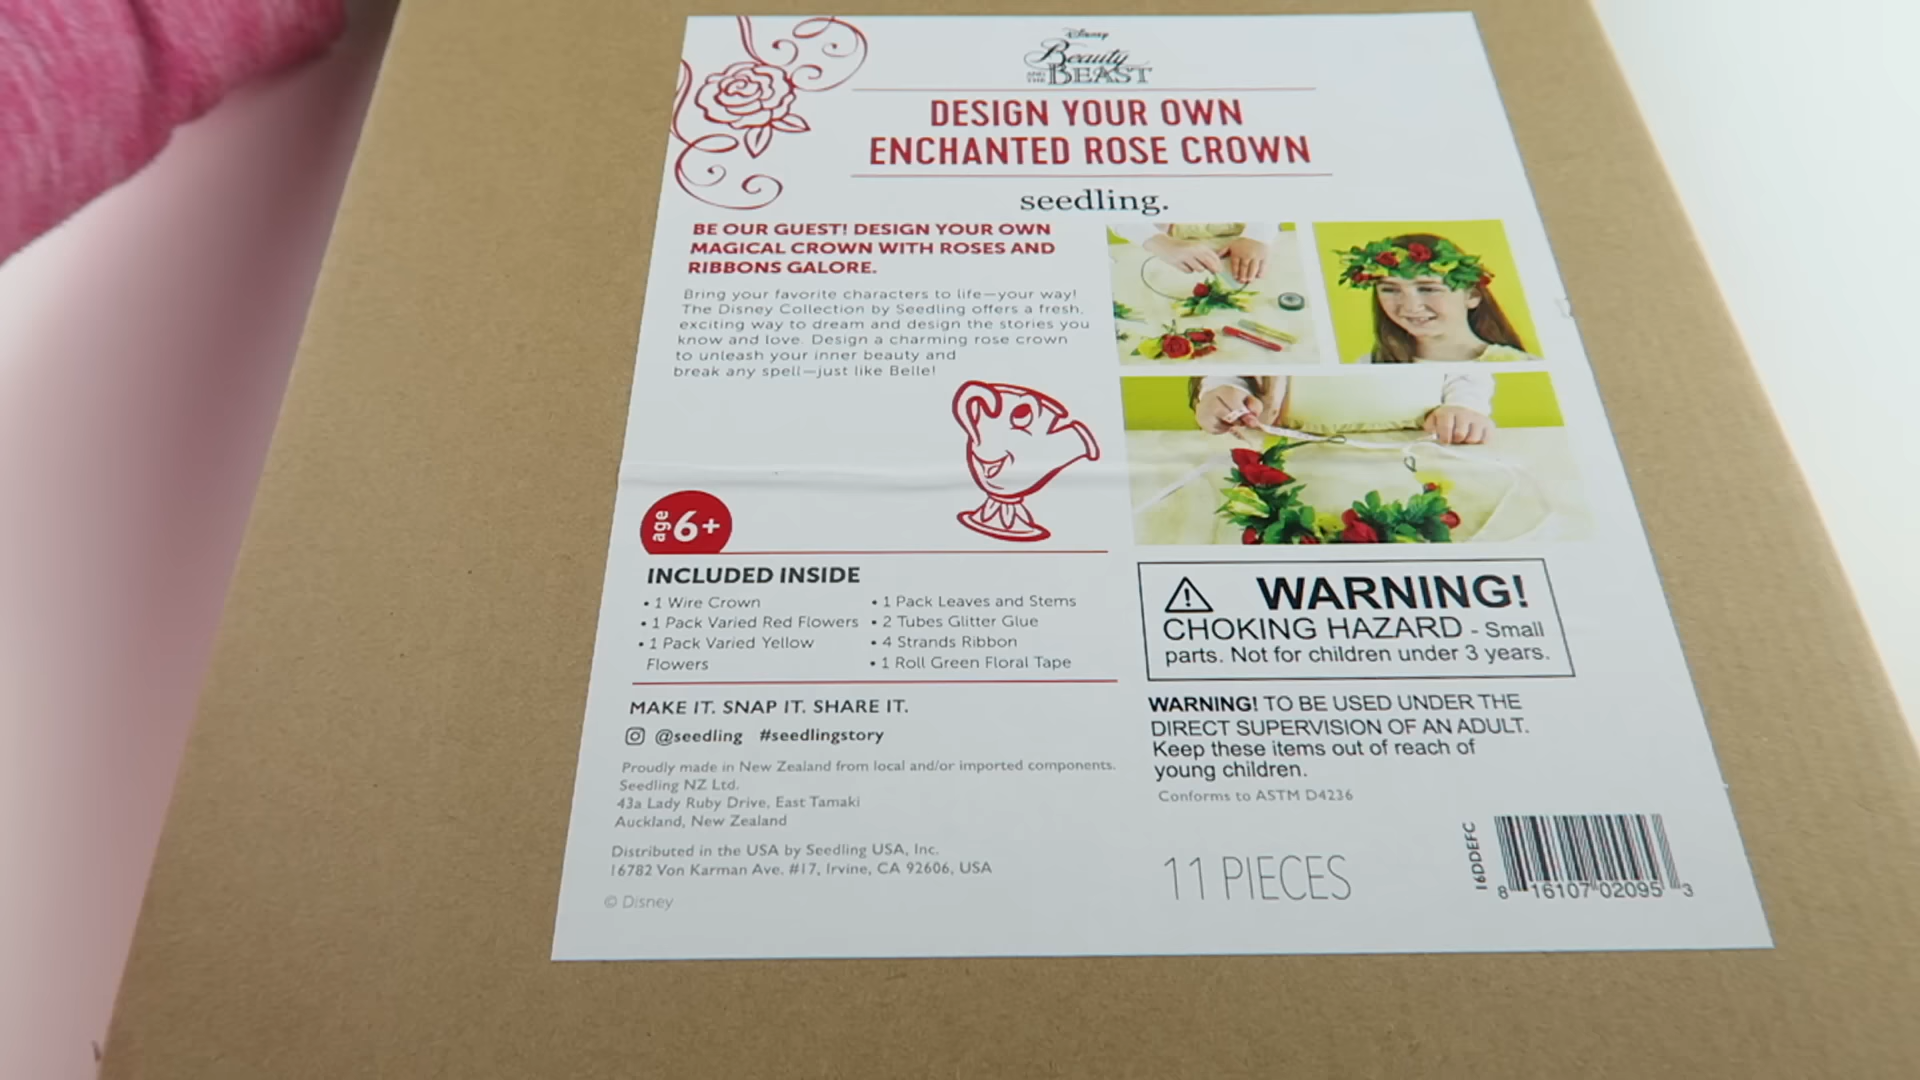 Disney
Beauty
AND THE BEAST
DESIGN YOUR OWN
ENCHANTED ROSE CROWN
seedling.
BE OUR GUEST! DESIGN YOUR OWN
MAGICAL CROWN WITH ROSES AND
RIBBONS GALORE.
Bring your favorite characters to life—your way!
The Disney Collection by Seedling offers a fresh,
exciting way to dream and design the stories you
know and love. Design a charming rose crown
to unleash your inner beauty and
break any spell—just like Belle!
age 6+
INCLUDED INSIDE
• 1 Wire Crown
• 1 Pack Varied Red Flowers
• 1 Pack Varied Yellow
Flowers
• 1 Pack Leaves and Stems
• 2 Tubes Glitter Glue
• 4 Strands Ribbon
• 1 Roll Green Floral Tape
MAKE IT. SNAP IT. SHARE IT.
@seedling #seedlingstory
Proudly made in New Zealand from local and/or imported components.
Seedling NZ Ltd.
43a Lady Ruby Drive, East Tamaki
Auckland, New Zealand
Distributed in the USA by Seedling USA, Inc.
16782 Von Karman Ave. #17, Irvine, CA 92606, USA
© Disney
WARNING!
CHOKING HAZARD - Small
parts. Not for children under 3 years.
WARNING! TO BE USED UNDER THE
DIRECT SUPERVISION OF AN ADULT.
Keep these items out of reach of
young children.
Conforms to ASTM D4236
11 PIECES
16DDEFC
8 16107 02095 3